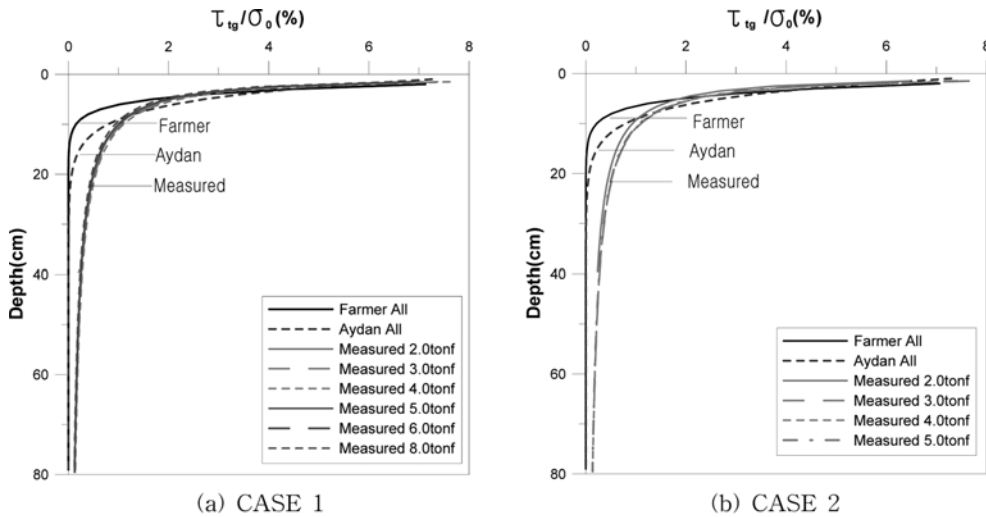 τtg/σ0(%)
0 2 4 6 8
0
20
40
60
80
Depth(cm)
Farmer
Aydan
Measured
Farmer All
Aydan All
Measured 2.0tonf
Measured 3.0tonf
Measured 4.0tonf
Measured 5.0tonf
Measured 6.0tonf
Measured 8.0tonf
(a) CASE 1
τtg/σ0(%)
0 2 4 6 8
0
20
40
60
80
Depth(cm)
Farmer
Aydan
Measured
Farmer All
Aydan All
Measured 2.0tonf
Measured 3.0tonf
Measured 4.0tonf
Measured 5.0tonf
(b) CASE 2